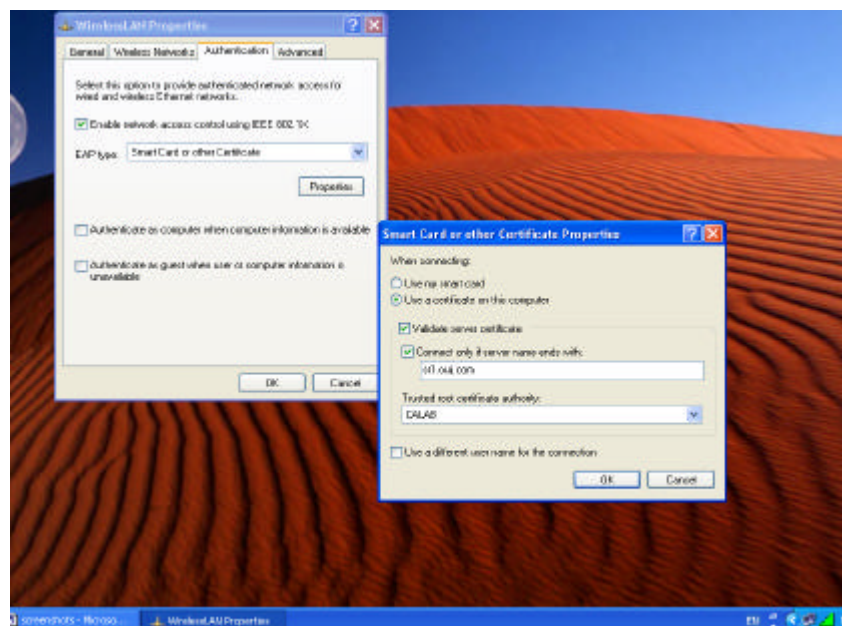 WirelessLAN Properties
General Wireless Networks Authentication Advanced
Select this option to provide authenticated network access for
wired and wireless Ethernet networks.
Enable network access control using IEEE 802.1X
EAP type: Smart Card or other Certificate
Properties
Authenticate as computer when computer information is available
Authenticate as guest when user or computer information is
unavailable
OK Cancel
Smart Card or other Certificate Properties
When connecting:
Use my smart card
Use a certificate on this computer
Validate server certificate
Connect only if server name ends with:
Trusted root certificate authority:
CALAB
Use a different user name for the connection
OK Cancel
screenshots - Microso... WirelessLAN Properties EN